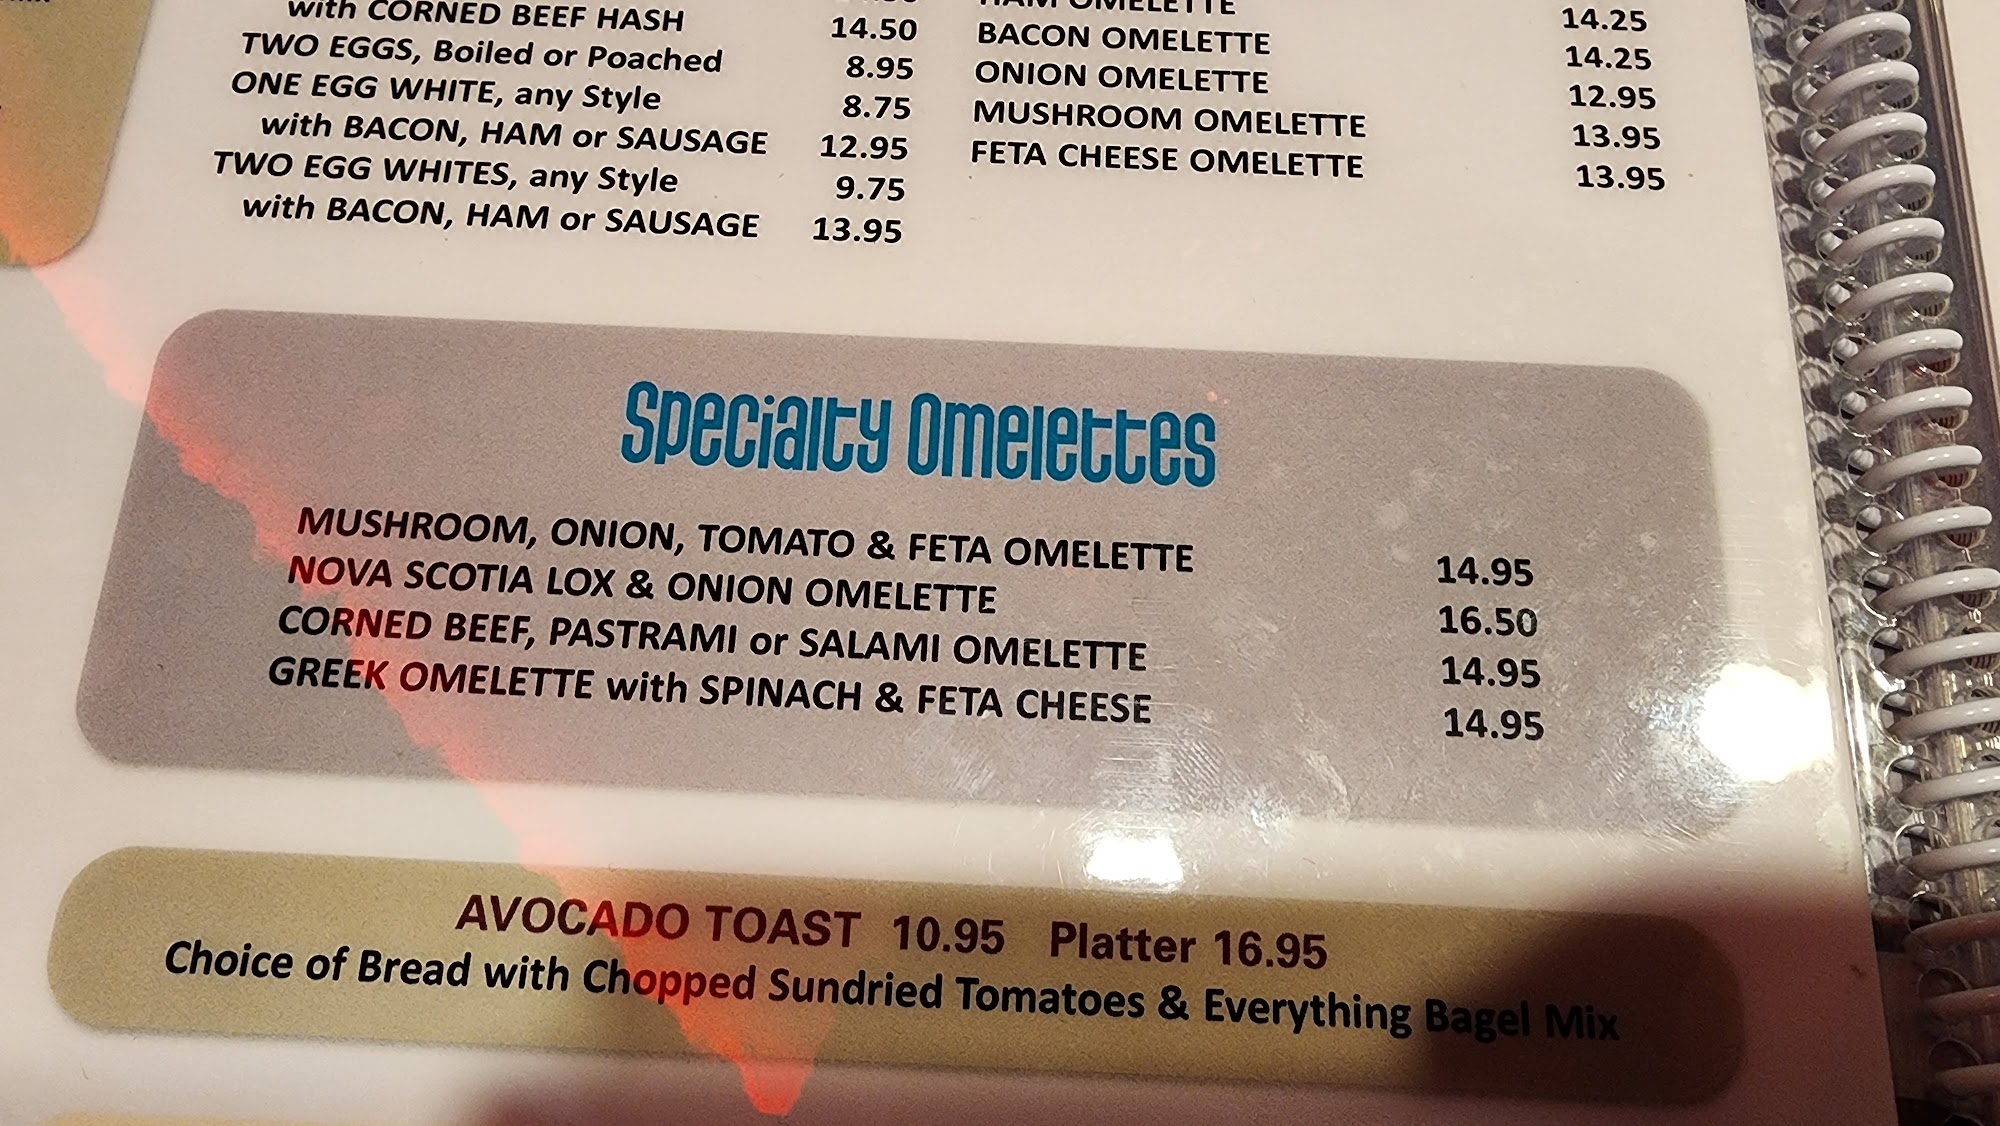 with CORNED BEEF HASH 14.50
TWO EGGS, Boiled or Poached 8.95
ONE EGG WHITE, any Style 8.75
with BACON, HAM or SAUSAGE 12.95
TWO EGG WHITES, any Style 9.75
with BACON, HAM or SAUSAGE 13.95
HAM OMELETTE 14.25
BACON OMELETTE 14.25
ONION OMELETTE 12.95
MUSHROOM OMELETTE 13.95
FETA CHEESE OMELETTE 13.95
Specialty Omelettes
MUSHROOM, ONION, TOMATO & FETA OMELETTE 14.95
NOVA SCOTIA LOX & ONION OMELETTE 16.50
CORNED BEEF, PASTRAMI or SALAMI OMELETTE 14.95
GREEK OMELETTE with SPINACH & FETA CHEESE 14.95
AVOCADO TOAST 10.95 Platter 16.95
Choice of Bread with Chopped Sundried Tomatoes & Everything Bagel Mix